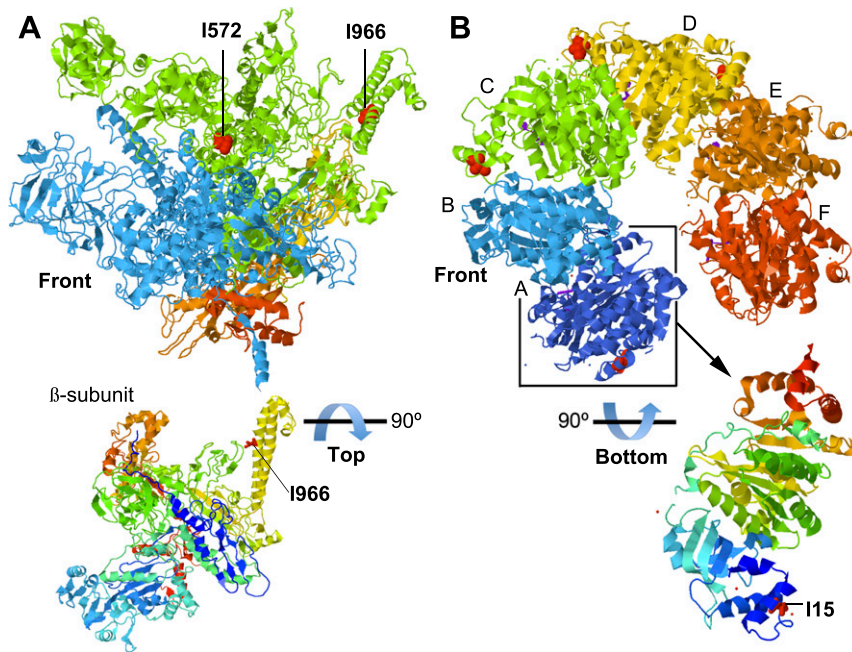 A
I572
I966
Front
ß-subunit
90º
Top
I966
B
D
C
E
B
F
Front
A
90º
Bottom
I15